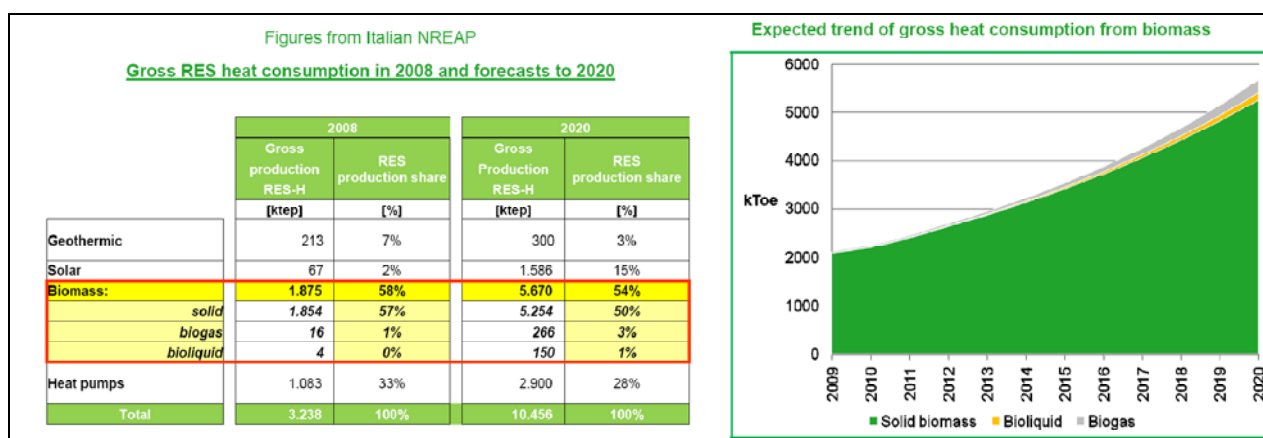 Figures from Italian NREAP
Gross RES heat consumption in 2008 and forecasts to 2020
2008 2020
Gross production RES-H RES production share Gross Production RES-H RES production share
[ktep] [%] [ktep] [%]
Geothermic 213 7% 300 3%
Solar 67 2% 1.586 15%
Biomass: 1.875 58% 5.670 54%
solid 1.854 57% 5.254 50%
biogas 16 1% 266 3%
bioliquid 4 0% 150 1%
Heat pumps 1.083 33% 2.900 28%
Total 3.238 100% 10.456 100%
Expected trend of gross heat consumption from biomass
6000
5000
4000
kToe 3000
2000
1000
0
2009 2010 2011 2012 2013 2014 2015 2016 2017 2018 2019 2020
Solid biomass Bioliquid Biogas